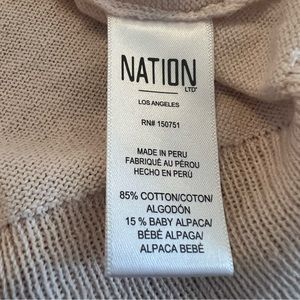 NATION
LTD
LOS ANGELES
RN# 150751
MADE IN PERU
FABRIQUÉ AU PÉROU
HECHO EN PERÚ
85% COTTON/COTON/
ALGODÓN
15 % BABY ALPACA/
BÉBÉ ALPAGA/
ALPACA BEBÉ